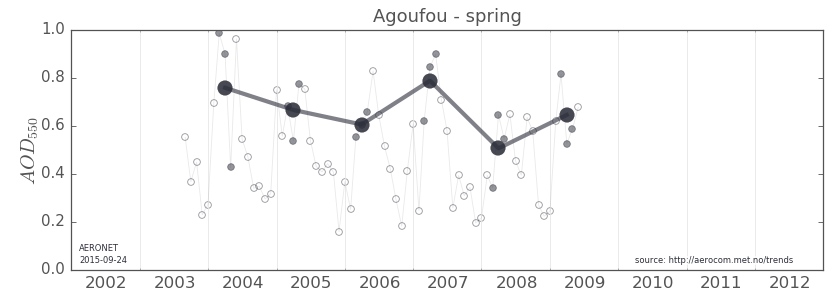 Agoufou - spring
1.0
0.8
0.6
0.4
0.2
0.0
AOD550
AERONET
2015-09-24
source: http://aerocom.met.no/trends
2002 2003 2004 2005 2006 2007 2008 2009 2010 2011 2012